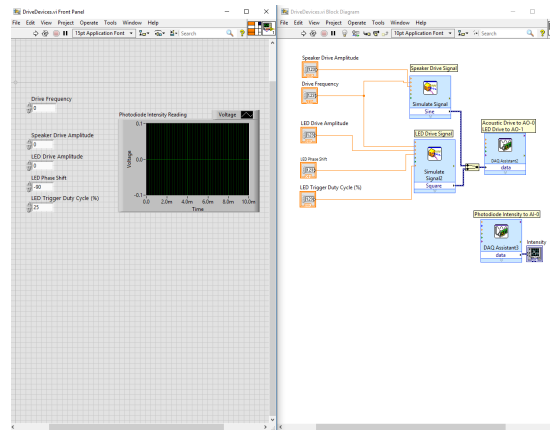 DriveDevices.vi Front Panel
File Edit View Project Operate Tools Window Help
15pt Application Font
Search
Drive Frequency
0
Speaker Drive Amplitude
0
LED Drive Amplitude
0
LED Phase Shift
-90
LED Trigger Duty Cycle (%)
25
Photodiode Intensity Reading
Voltage
0.1
0.0
-0.1
Voltage
0.0 2.0m 4.0m 6.0m 8.0m 10.0m
Time
DriveDevices.vi Block Diagram
File Edit View Project Operate Tools Window Help
10pt Application Font
Search
Speaker Drive Amplitude
Drive Frequency
LED Drive Amplitude
LED Phase Shift
LED Trigger Duty Cycle (%)
Speaker Drive Signal
Simulate Signal
Sine
LED Drive Signal
Simulate
Signal2
Square
Acoustic Drive to AO-0
LED Drive to AO-1
DAQ Assistant2
data
Photodiode Intensity to AI-0
DAQ Assistant3
data
Intensity